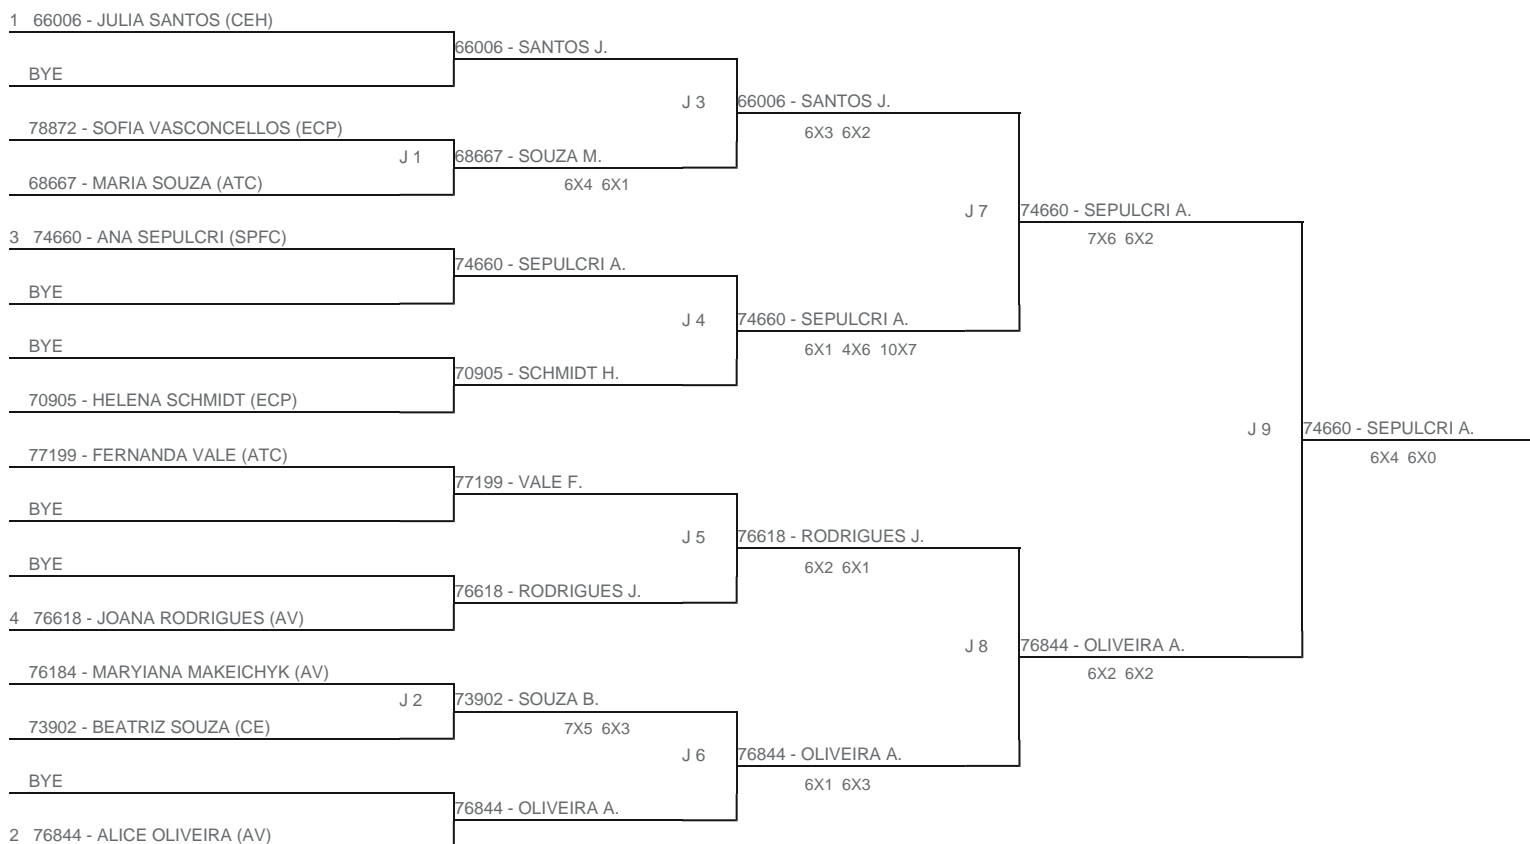 1 66006 - JULIA SANTOS (CEH)
66006 - SANTOS J.
BYE
J 3
66006 - SANTOS J.
6X3 6X2
78872 - SOFIA VASCONCELLOS (ECP)
J 1
68667 - SOUZA M.
6X4 6X1
68667 - MARIA SOUZA (ATC)
J 7
74660 - SEPULCRI A.
7X6 6X2
3 74660 - ANA SEPULCRI (SPFC)
74660 - SEPULCRI A.
BYE
J 4
74660 - SEPULCRI A.
6X1 4X6 10X7
BYE
70905 - SCHMIDT H.
70905 - HELENA SCHMIDT (ECP)
J 9
74660 - SEPULCRI A.
6X4 6X0
77199 - FERNANDA VALE (ATC)
77199 - VALE F.
BYE
J 5
76618 - RODRIGUES J.
6X2 6X1
BYE
76618 - RODRIGUES J.
4 76618 - JOANA RODRIGUES (AV)
J 8
76844 - OLIVEIRA A.
6X2 6X2
76184 - MARYIANA MAKEICHYK (AV)
J 2
73902 - SOUZA B.
7X5 6X3
73902 - BEATRIZ SOUZA (CE)
J 6
76844 - OLIVEIRA A.
6X1 6X3
BYE
76844 - OLIVEIRA A.
2 76844 - ALICE OLIVEIRA (AV)